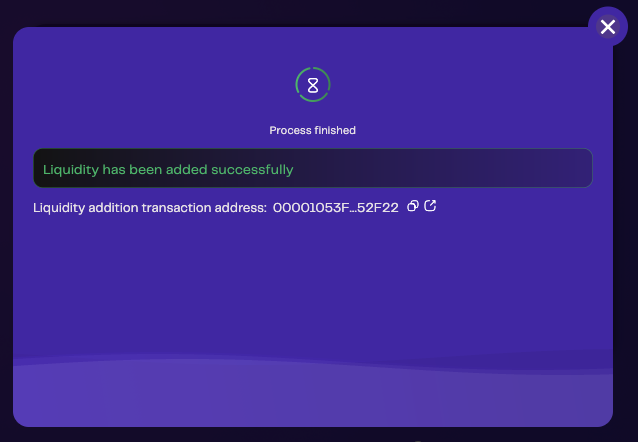 Process finished
Liquidity has been added successfully
Liquidity addition transaction address: 00001053F...52F22